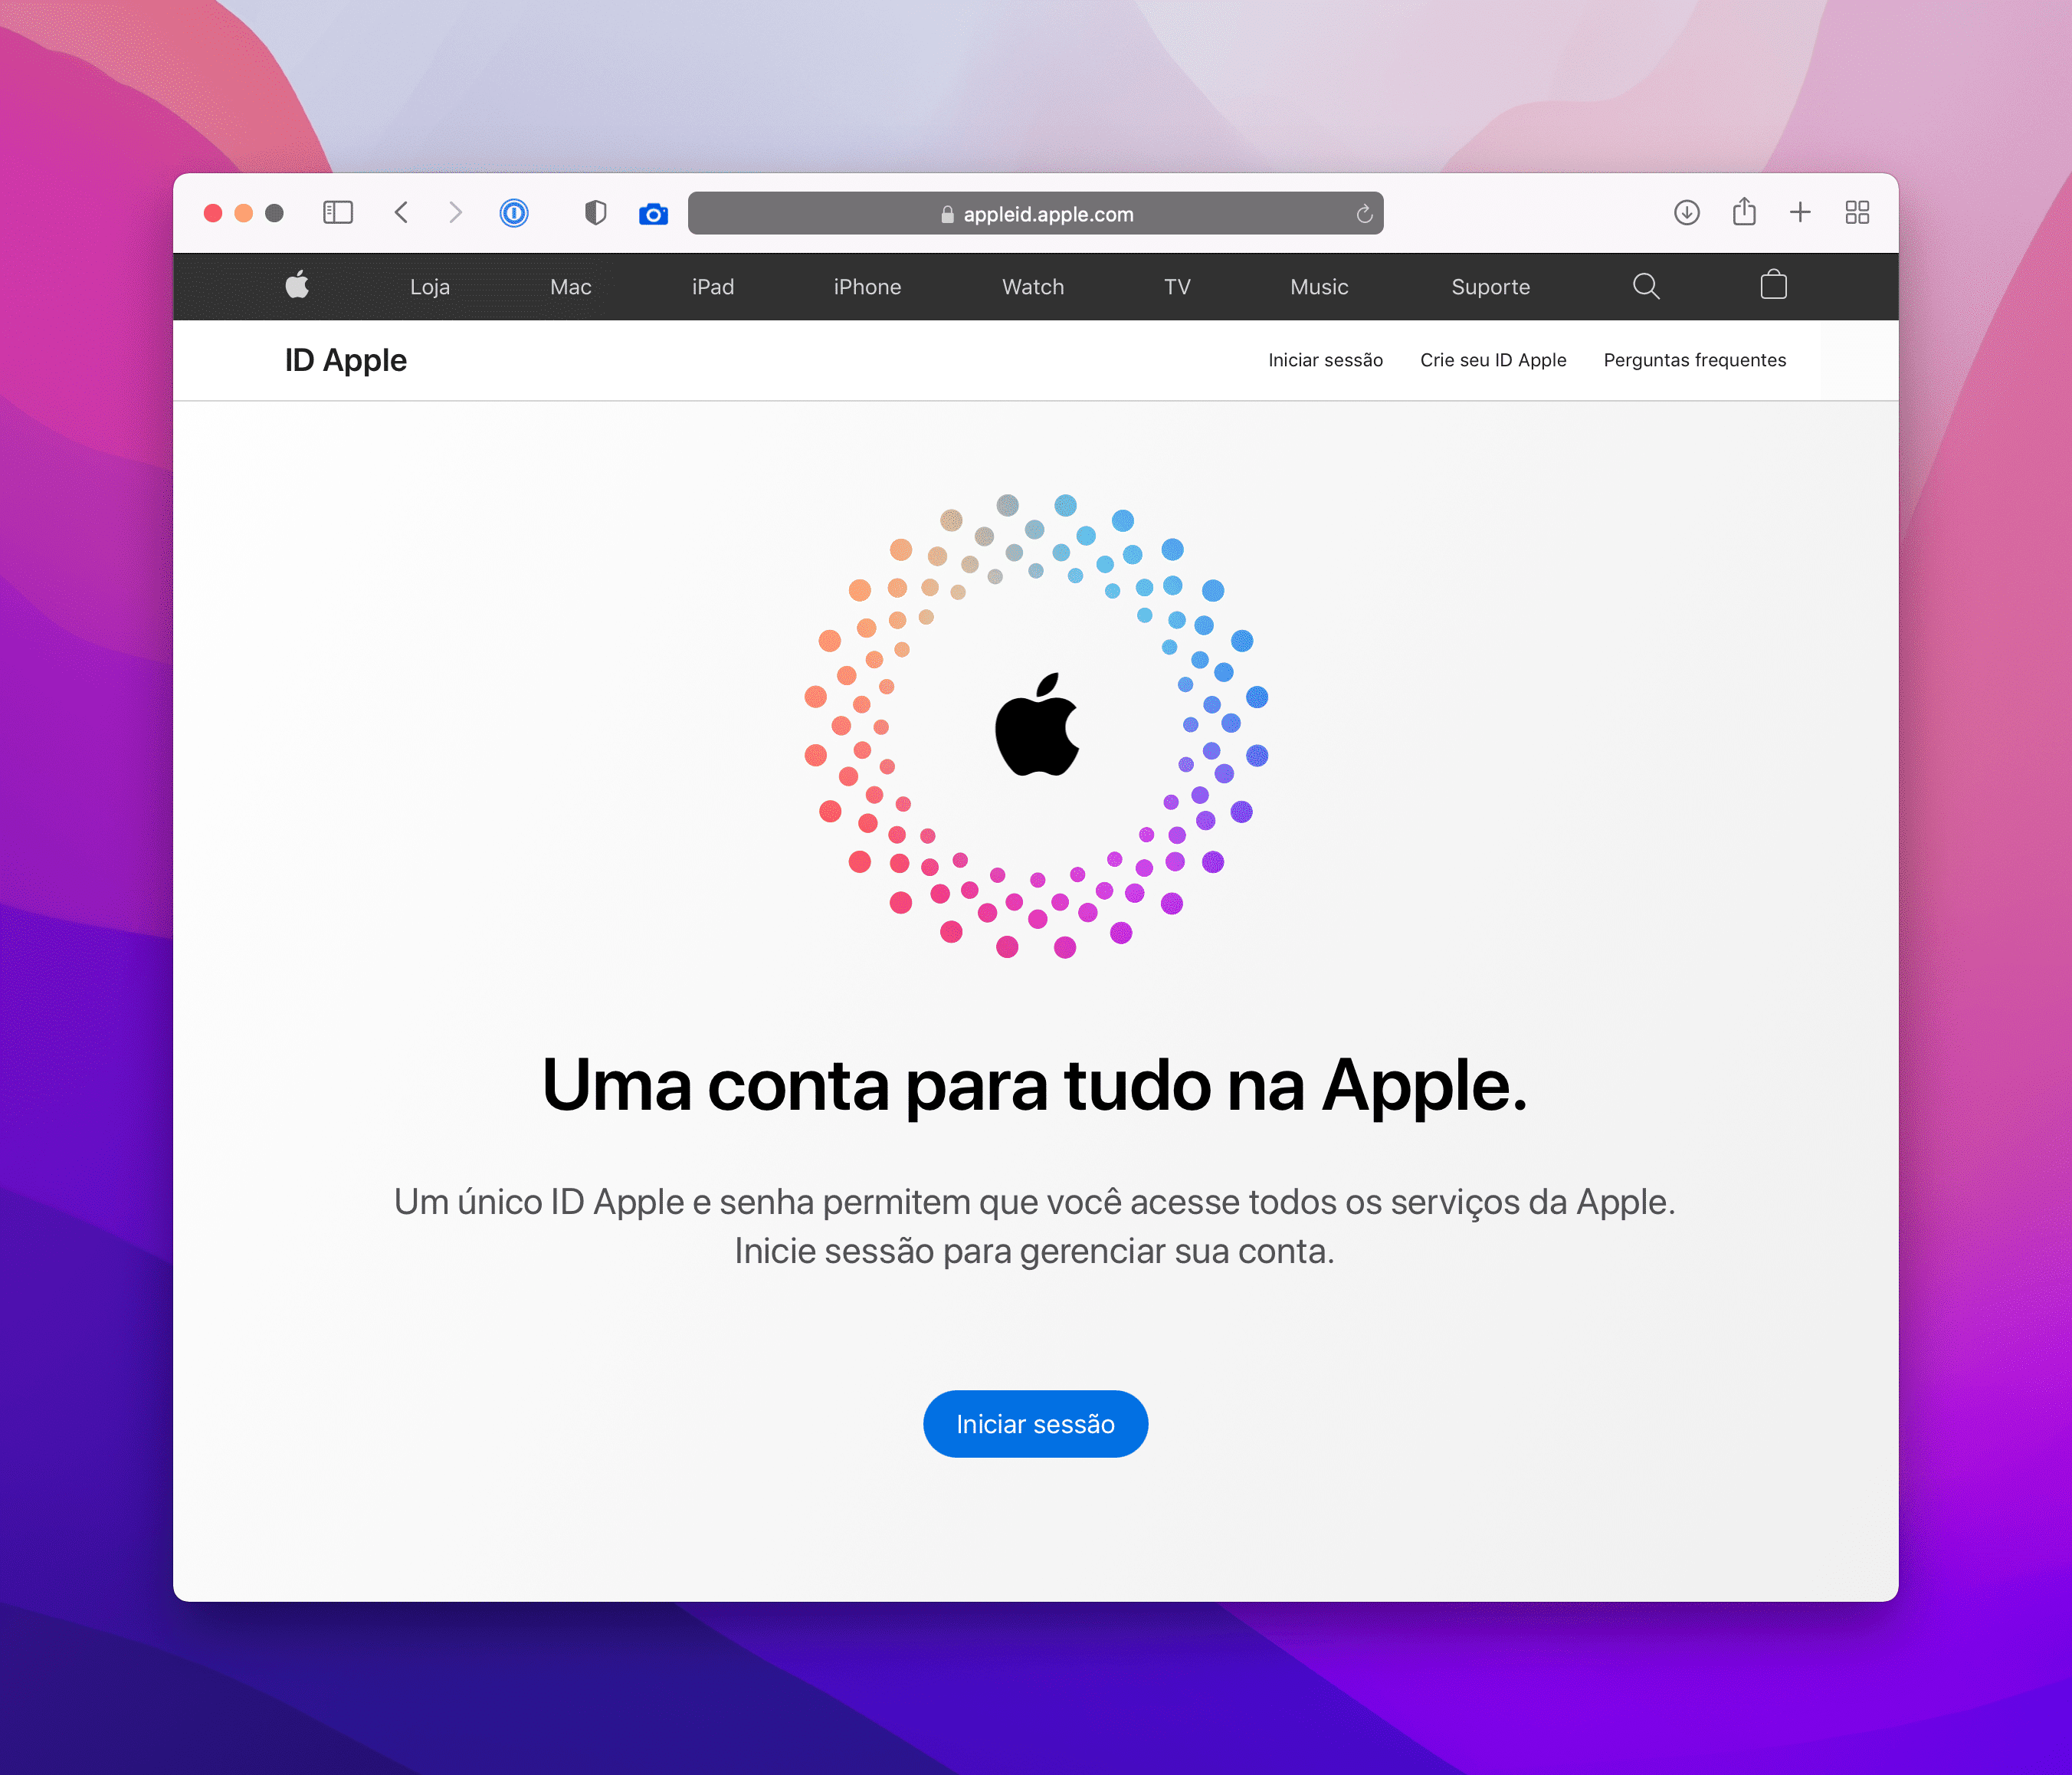 appleid.apple.com
Loja Mac iPad iPhone Watch TV Music Suporte
ID Apple Iniciar sessão Crie seu ID Apple Perguntas frequentes
Uma conta para tudo na Apple.
Um único ID Apple e senha permitem que você acesse todos os serviços da Apple.
Inicie sessão para gerenciar sua conta.
Iniciar sessão